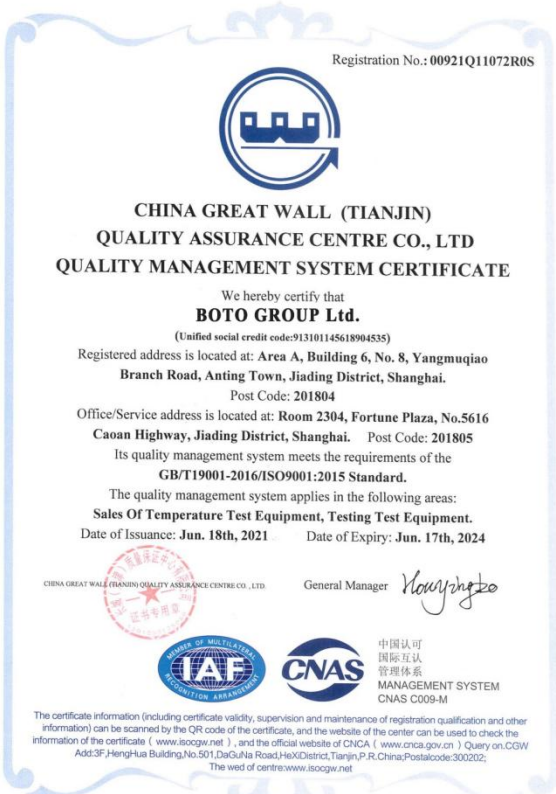 Registration No.: 00921Q11072R0S
CHINA GREAT WALL (TIANJIN)
QUALITY ASSURANCE CENTRE CO., LTD
QUALITY MANAGEMENT SYSTEM CERTIFICATE
We hereby certify that
BOTO GROUP Ltd.
(Unified social credit code:913101145618904535)
Registered address is located at: Area A, Building 6, No. 8, Yangmuqiao
Branch Road, Anting Town, Jiading District, Shanghai.
Post Code: 201804
Office/Service address is located at: Room 2304, Fortune Plaza, No.5616
Caoan Highway, Jiading District, Shanghai. Post Code: 201805
Its quality management system meets the requirements of the
GB/T19001-2016/ISO9001:2015 Standard.
The quality management system applies in the following areas:
Sales Of Temperature Test Equipment, Testing Test Equipment.
Date of Issuance: Jun. 18th, 2021 Date of Expiry: Jun. 17th, 2024
CHINA GREAT WALL (TIANJIN) QUALITY ASSURANCE CENTRE CO. , LTD.
证书专用章
General Manager
MEMBER OF MULTILATERAL
IAF
RECOGNITION ARRANGEMENT
CNAS
中国认可
国际互认
管理体系
MANAGEMENT SYSTEM
CNAS C009-M
The certificate information (including certificate validity, supervision and maintenance of registration qualification and other
information) can be scanned by the QR code of the certificate, and the website of the center can be used to check the
information of the certificate ( www.isocgw.net ) , and the official website of CNCA ( www.cnca.gov.cn ) Query on.CGW
Add:3F,HengHua Building,No.501,DaGuNa Road,HeXiDistrict,Tianjin,P.R.China;Postalcode:300202;
The wed of centre:www.isocgw.net